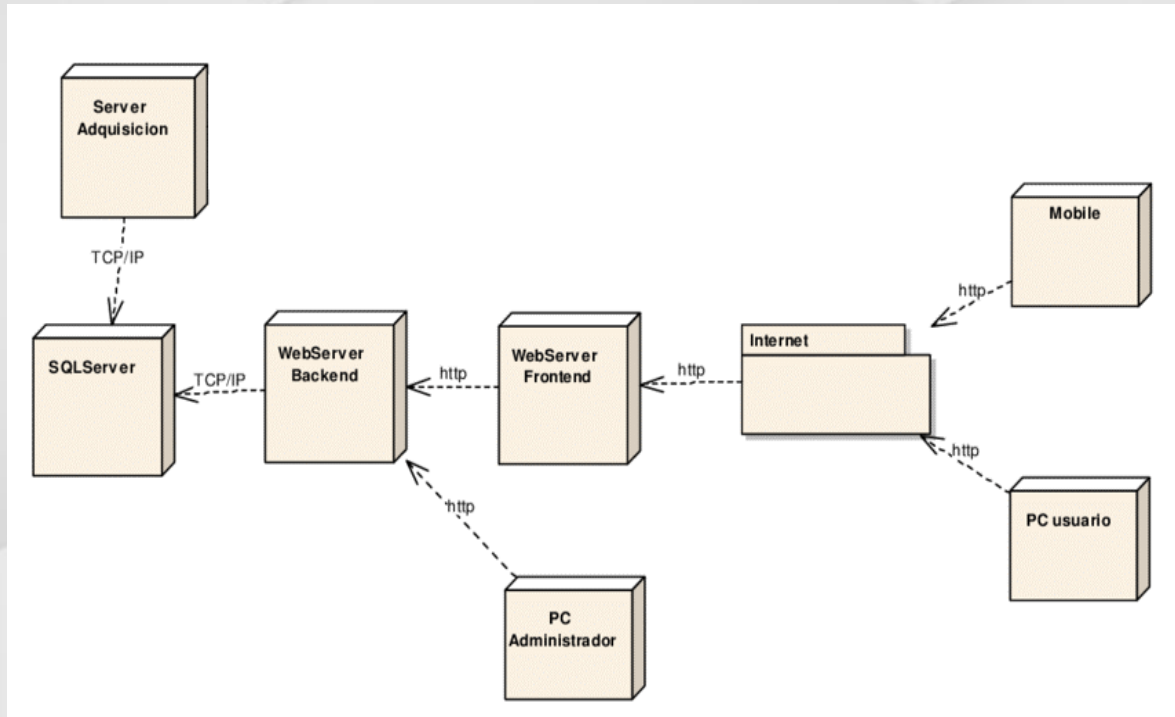 Server
Adquisicion
TCP/IP
SQLServer
TCP/IP
WebServer
Backend
http
WebServer
Frontend
http
Internet
http
Mobile
http
PC usuario
http
PC
Administrador